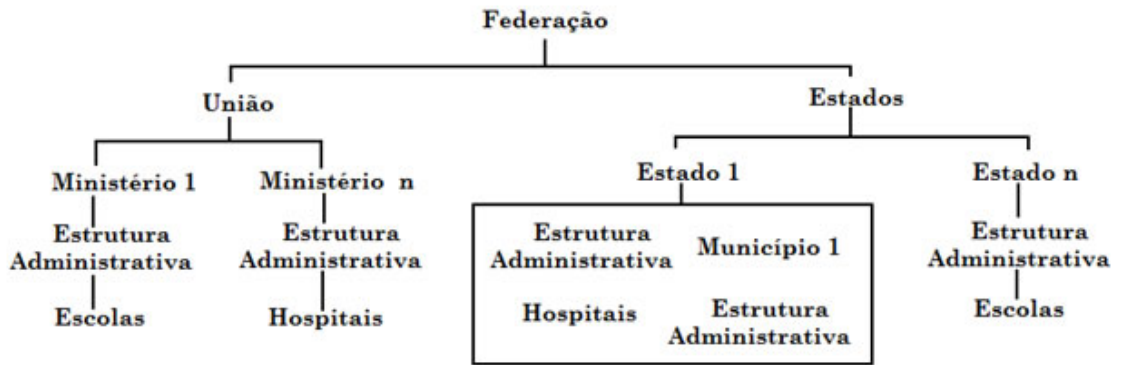 Federação
União
Estados
Ministério 1
Ministério n
Estado 1
Estado n
Estrutura
Administrativa
Estrutura
Administrativa
Estrutura
Administrativa
Município 1
Estrutura
Administrativa
Escolas
Hospitais
Hospitais
Estrutura
Administrativa
Escolas